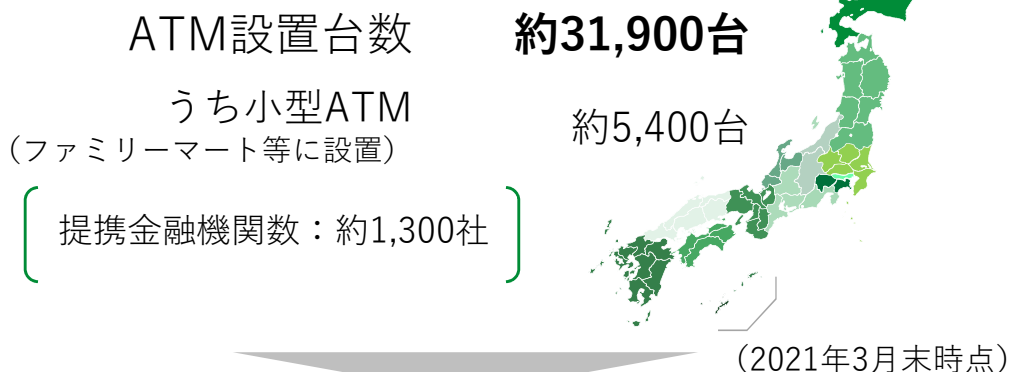 ATM設置台数 約31,900台
うち小型ATM 約5,400台
（ファミリーマート等に設置）
提携金融機関数：約1,300社
（2021年3月末時点）